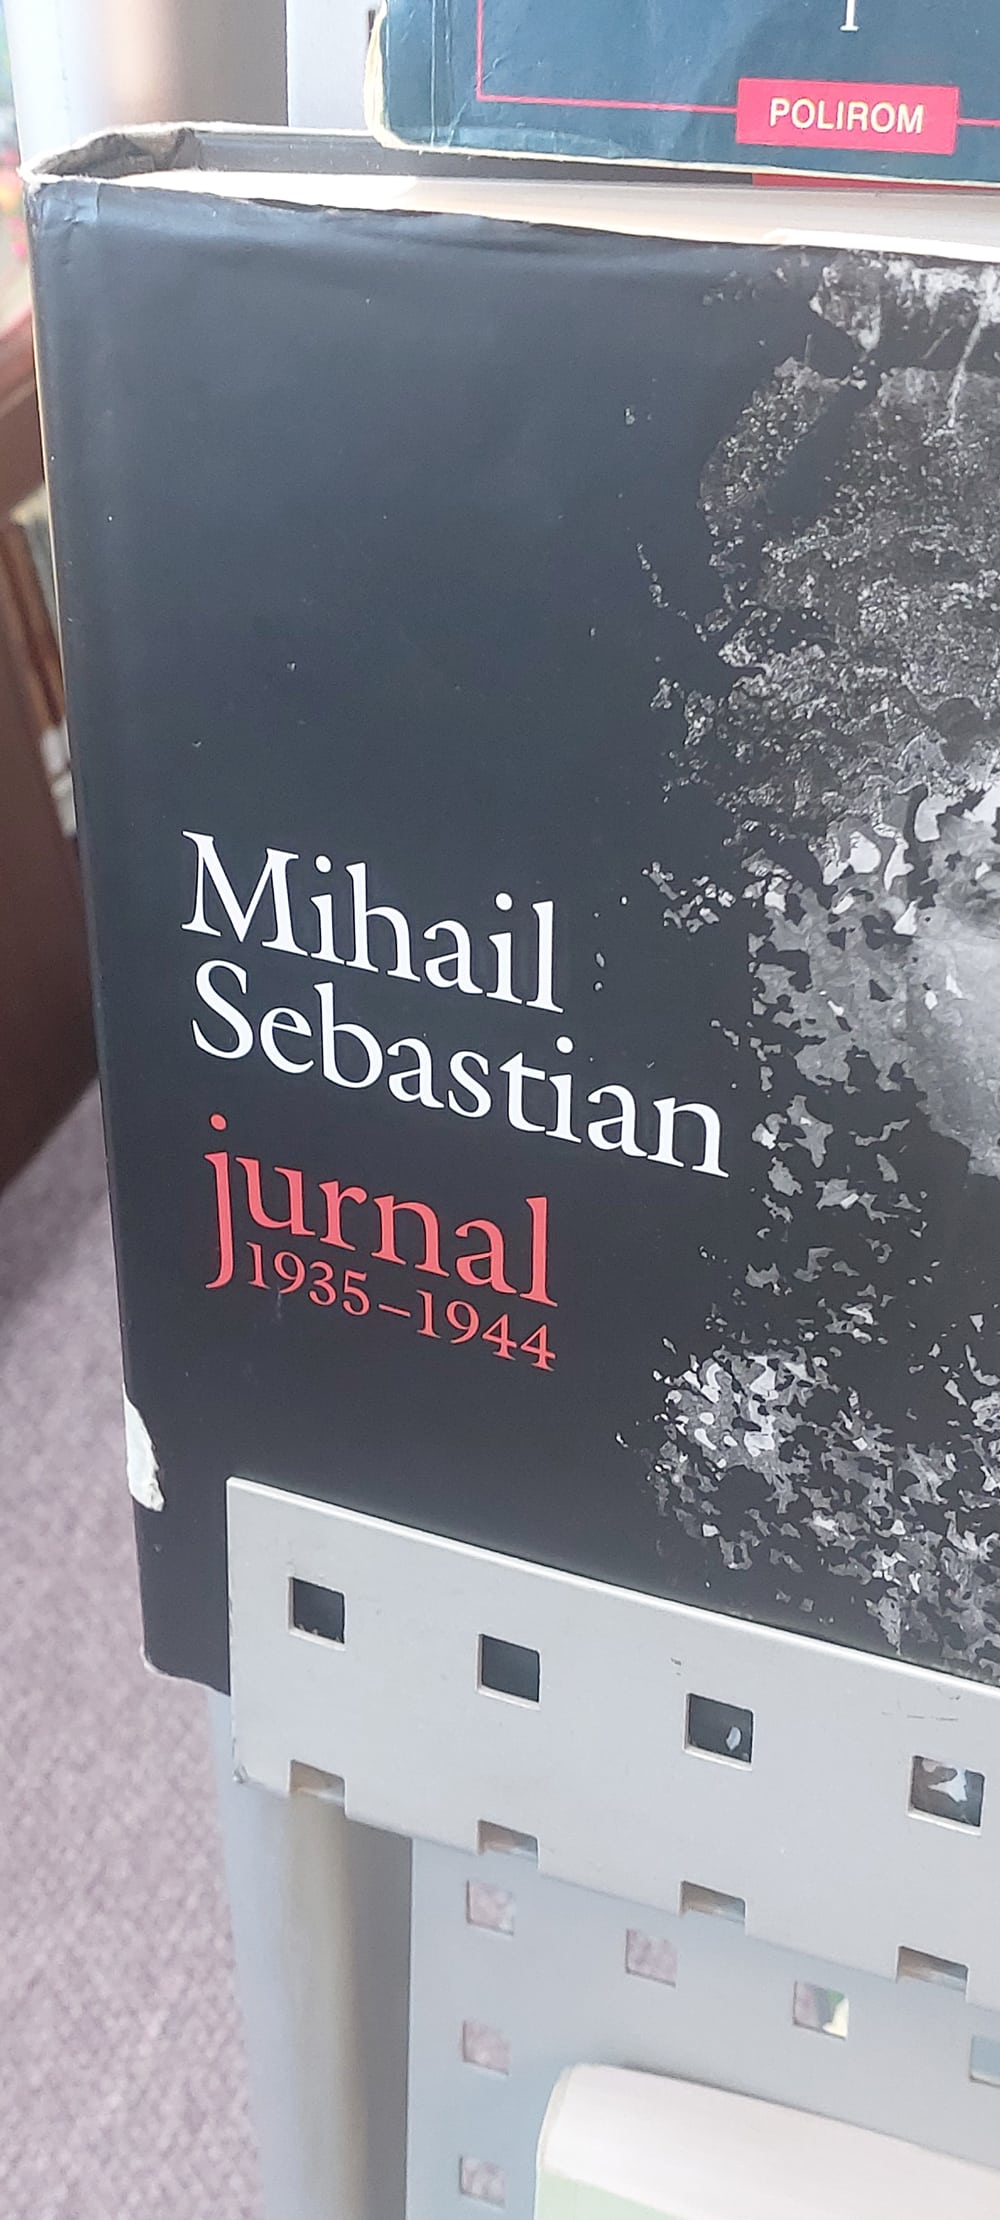 POLIROM
Mihail
Sebastian
jurnal
1935–1944